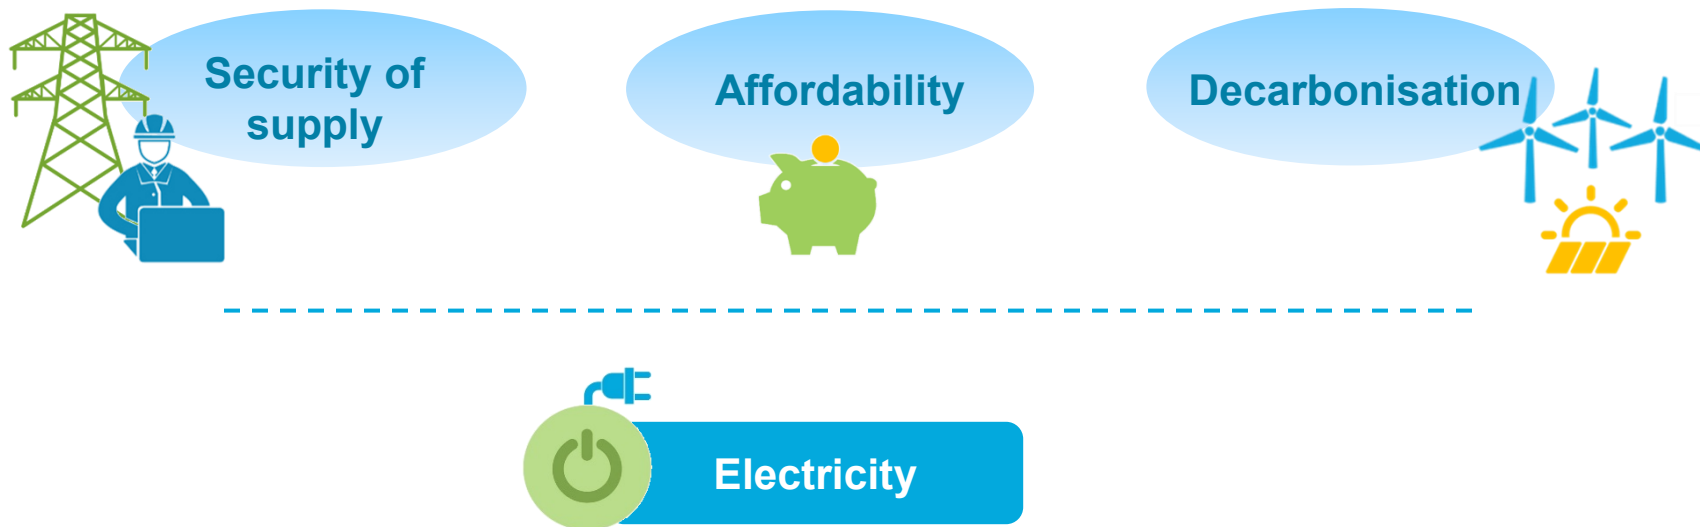 Security of
supply
Affordability
Decarbonisation
Electricity